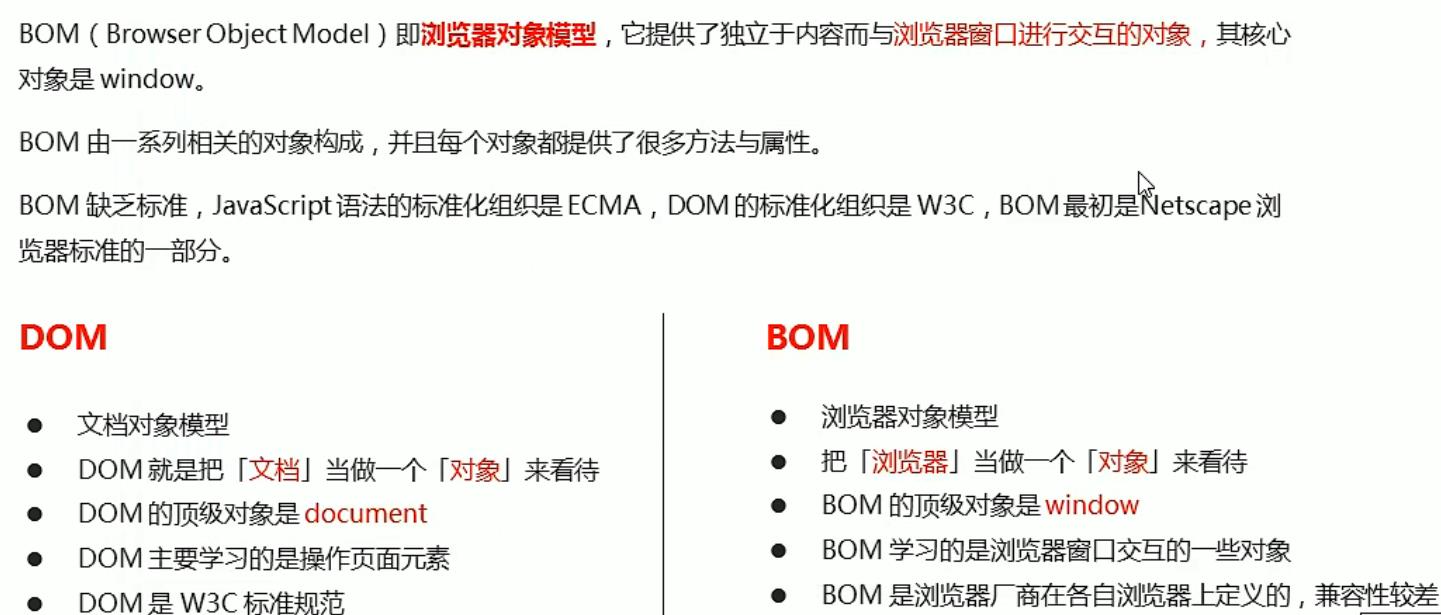 BOM（Browser Object Model）即浏览器对象模型，它提供了独立于内容而与浏览器窗口进行交互的对象，其核心
对象是 window。
BOM 由一系列相关的对象构成，并且每个对象都提供了很多方法与属性。
BOM 缺乏标准，JavaScript 语法的标准化组织是 ECMA，DOM 的标准化组织是 W3C，BOM 最初是Netscape 浏
览器标准的一部分。
DOM
● 文档对象模型
● DOM 就是把「文档」当做一个「对象」来看待
● DOM 的顶级对象是 document
● DOM 主要学习的是操作页面元素
● DOM 是 W3C 标准规范
BOM
● 浏览器对象模型
● 把「浏览器」当做一个「对象」来看待
● BOM 的顶级对象是 window
● BOM 学习的是浏览器窗口交互的一些对象
● BOM 是浏览器厂商在各自浏览器上定义的，兼容性较差